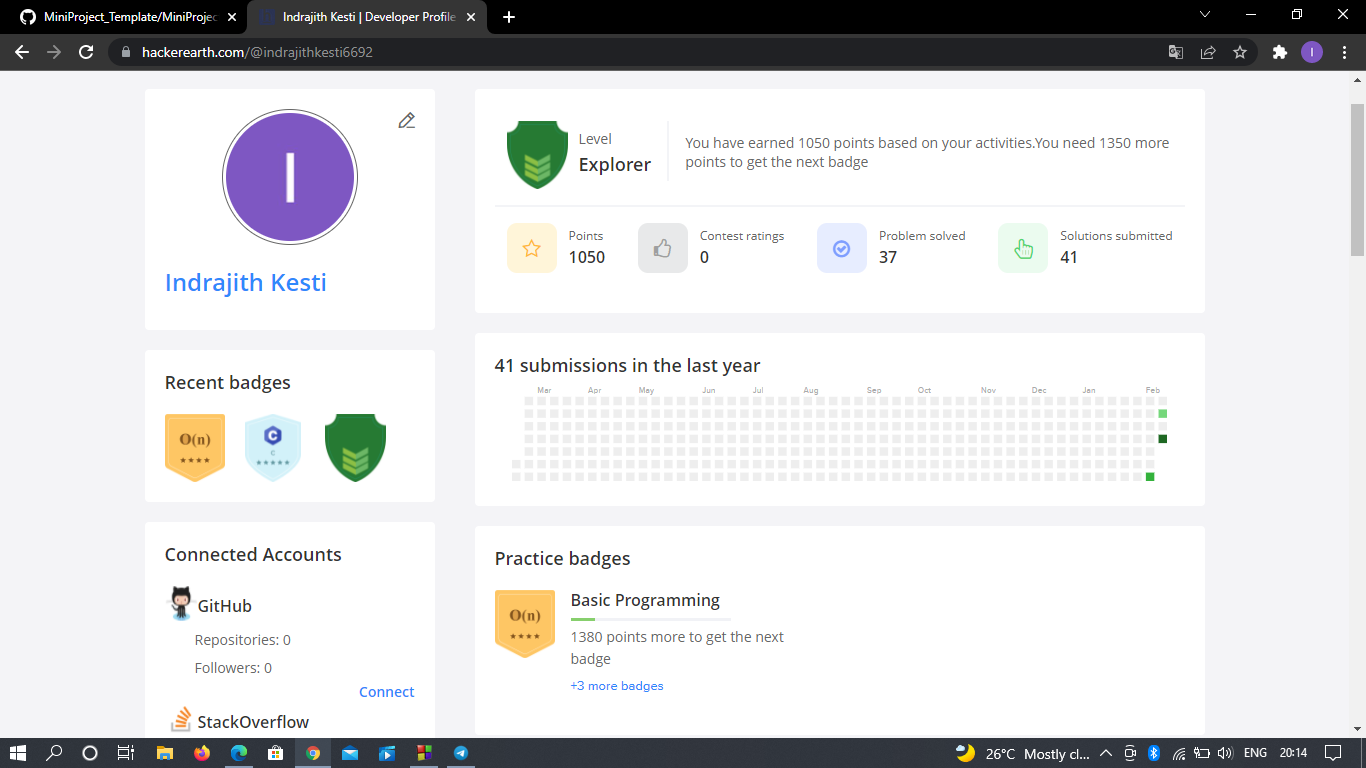 MiniProject_Template/MiniProjec
Indrajith Kesti | Developer Profile
hackerearth.com/@indrajithkesti6692
I
I
Indrajith Kesti
Level
Explorer
You have earned 1050 points based on your activities.You need 1350 more
points to get the next badge
Points
1050
Contest ratings
0
Problem solved
37
Solutions submitted
41
Recent badges
O(n)
C
C
41 submissions in the last year
Mar Apr May Jun Jul Aug Sep Oct Nov Dec Jan Feb
Connected Accounts
GitHub
Repositories: 0
Followers: 0
Connect
StackOverflow
Practice badges
O(n)
Basic Programming
1380 points more to get the next
badge
+3 more badges
26°C Mostly cl... ENG 20:14